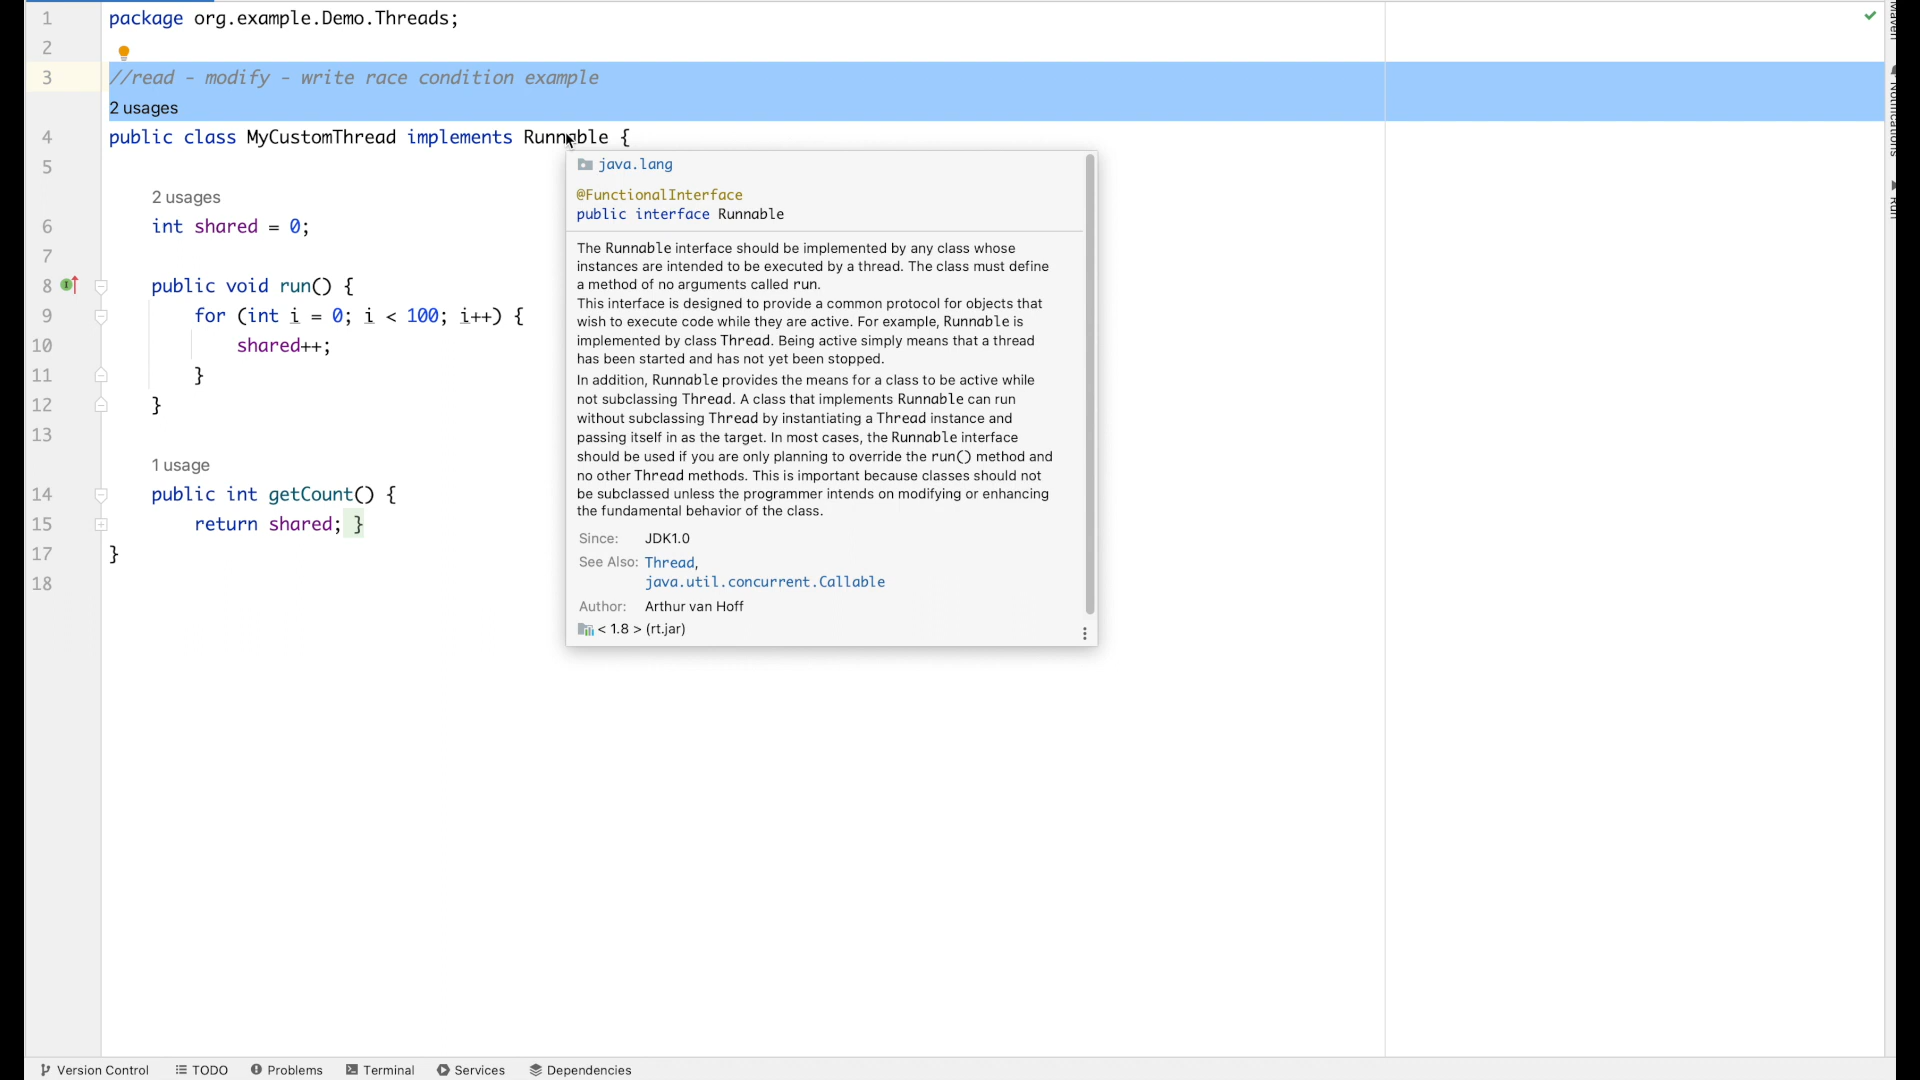 1 package org.example.Demo.Threads;
2
3 //read - modify - write race condition example
2 usages
4 public class MyCustomThread implements Runnable {
5
2 usages
6 int shared = 0;
7
8 public void run() {
9 for (int i = 0; i < 100; i++) {
10 shared++;
11 }
12 }
13
1 usage
14 public int getCount() {
15 return shared; }
17 }
18
java.lang
@FunctionalInterface
public interface Runnable
The Runnable interface should be implemented by any class whose
instances are intended to be executed by a thread. The class must define
a method of no arguments called run.
This interface is designed to provide a common protocol for objects that
wish to execute code while they are active. For example, Runnable is
implemented by class Thread. Being active simply means that a thread
has been started and has not yet been stopped.
In addition, Runnable provides the means for a class to be active while
not subclassing Thread. A class that implements Runnable can run
without subclassing Thread by instantiating a Thread instance and
passing itself in as the target. In most cases, the Runnable interface
should be used if you are only planning to override the run() method and
no other Thread methods. This is important because classes should not
be subclassed unless the programmer intends on modifying or enhancing
the fundamental behavior of the class.
Since: JDK1.0
See Also: Thread,
java.util.concurrent.Callable
Author: Arthur van Hoff
< 1.8 > (rt.jar)
Maven
Notifications
Run
Version Control TODO Problems Terminal Services Dependencies